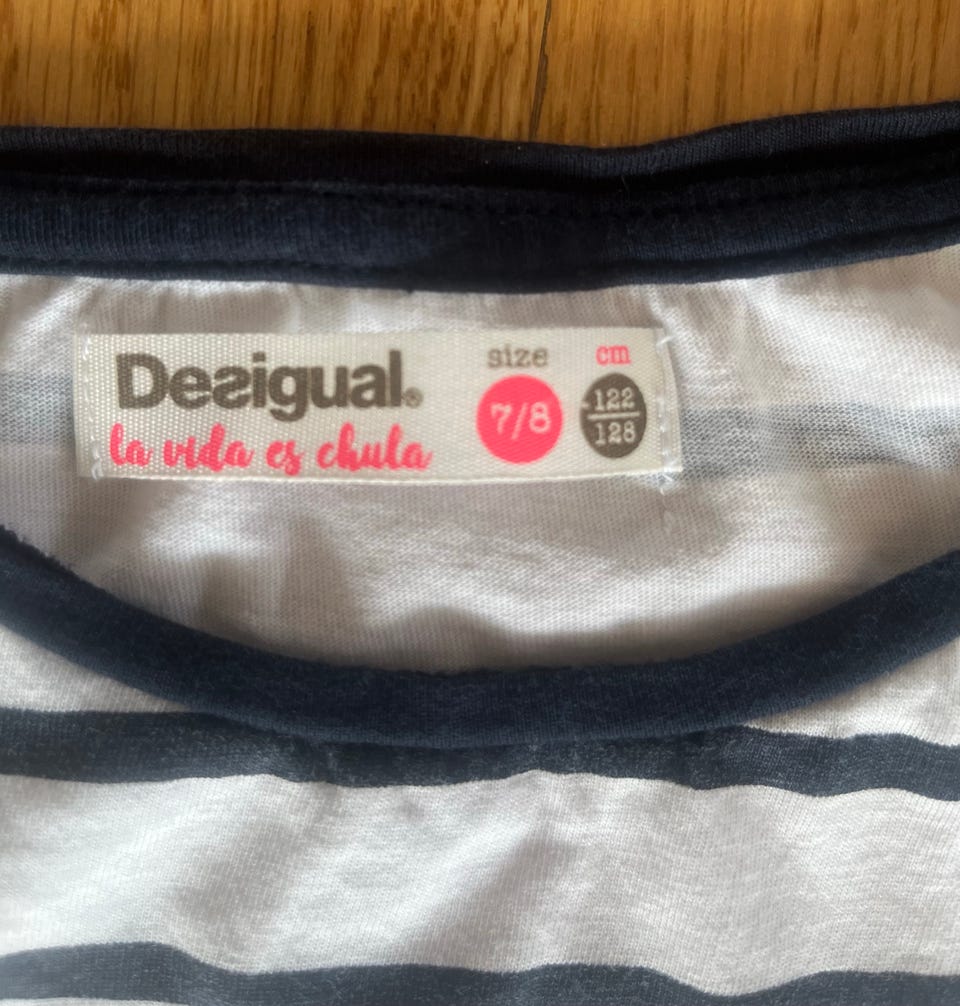 Desigual®
la vida es chula
size
7/8
cm
122
128